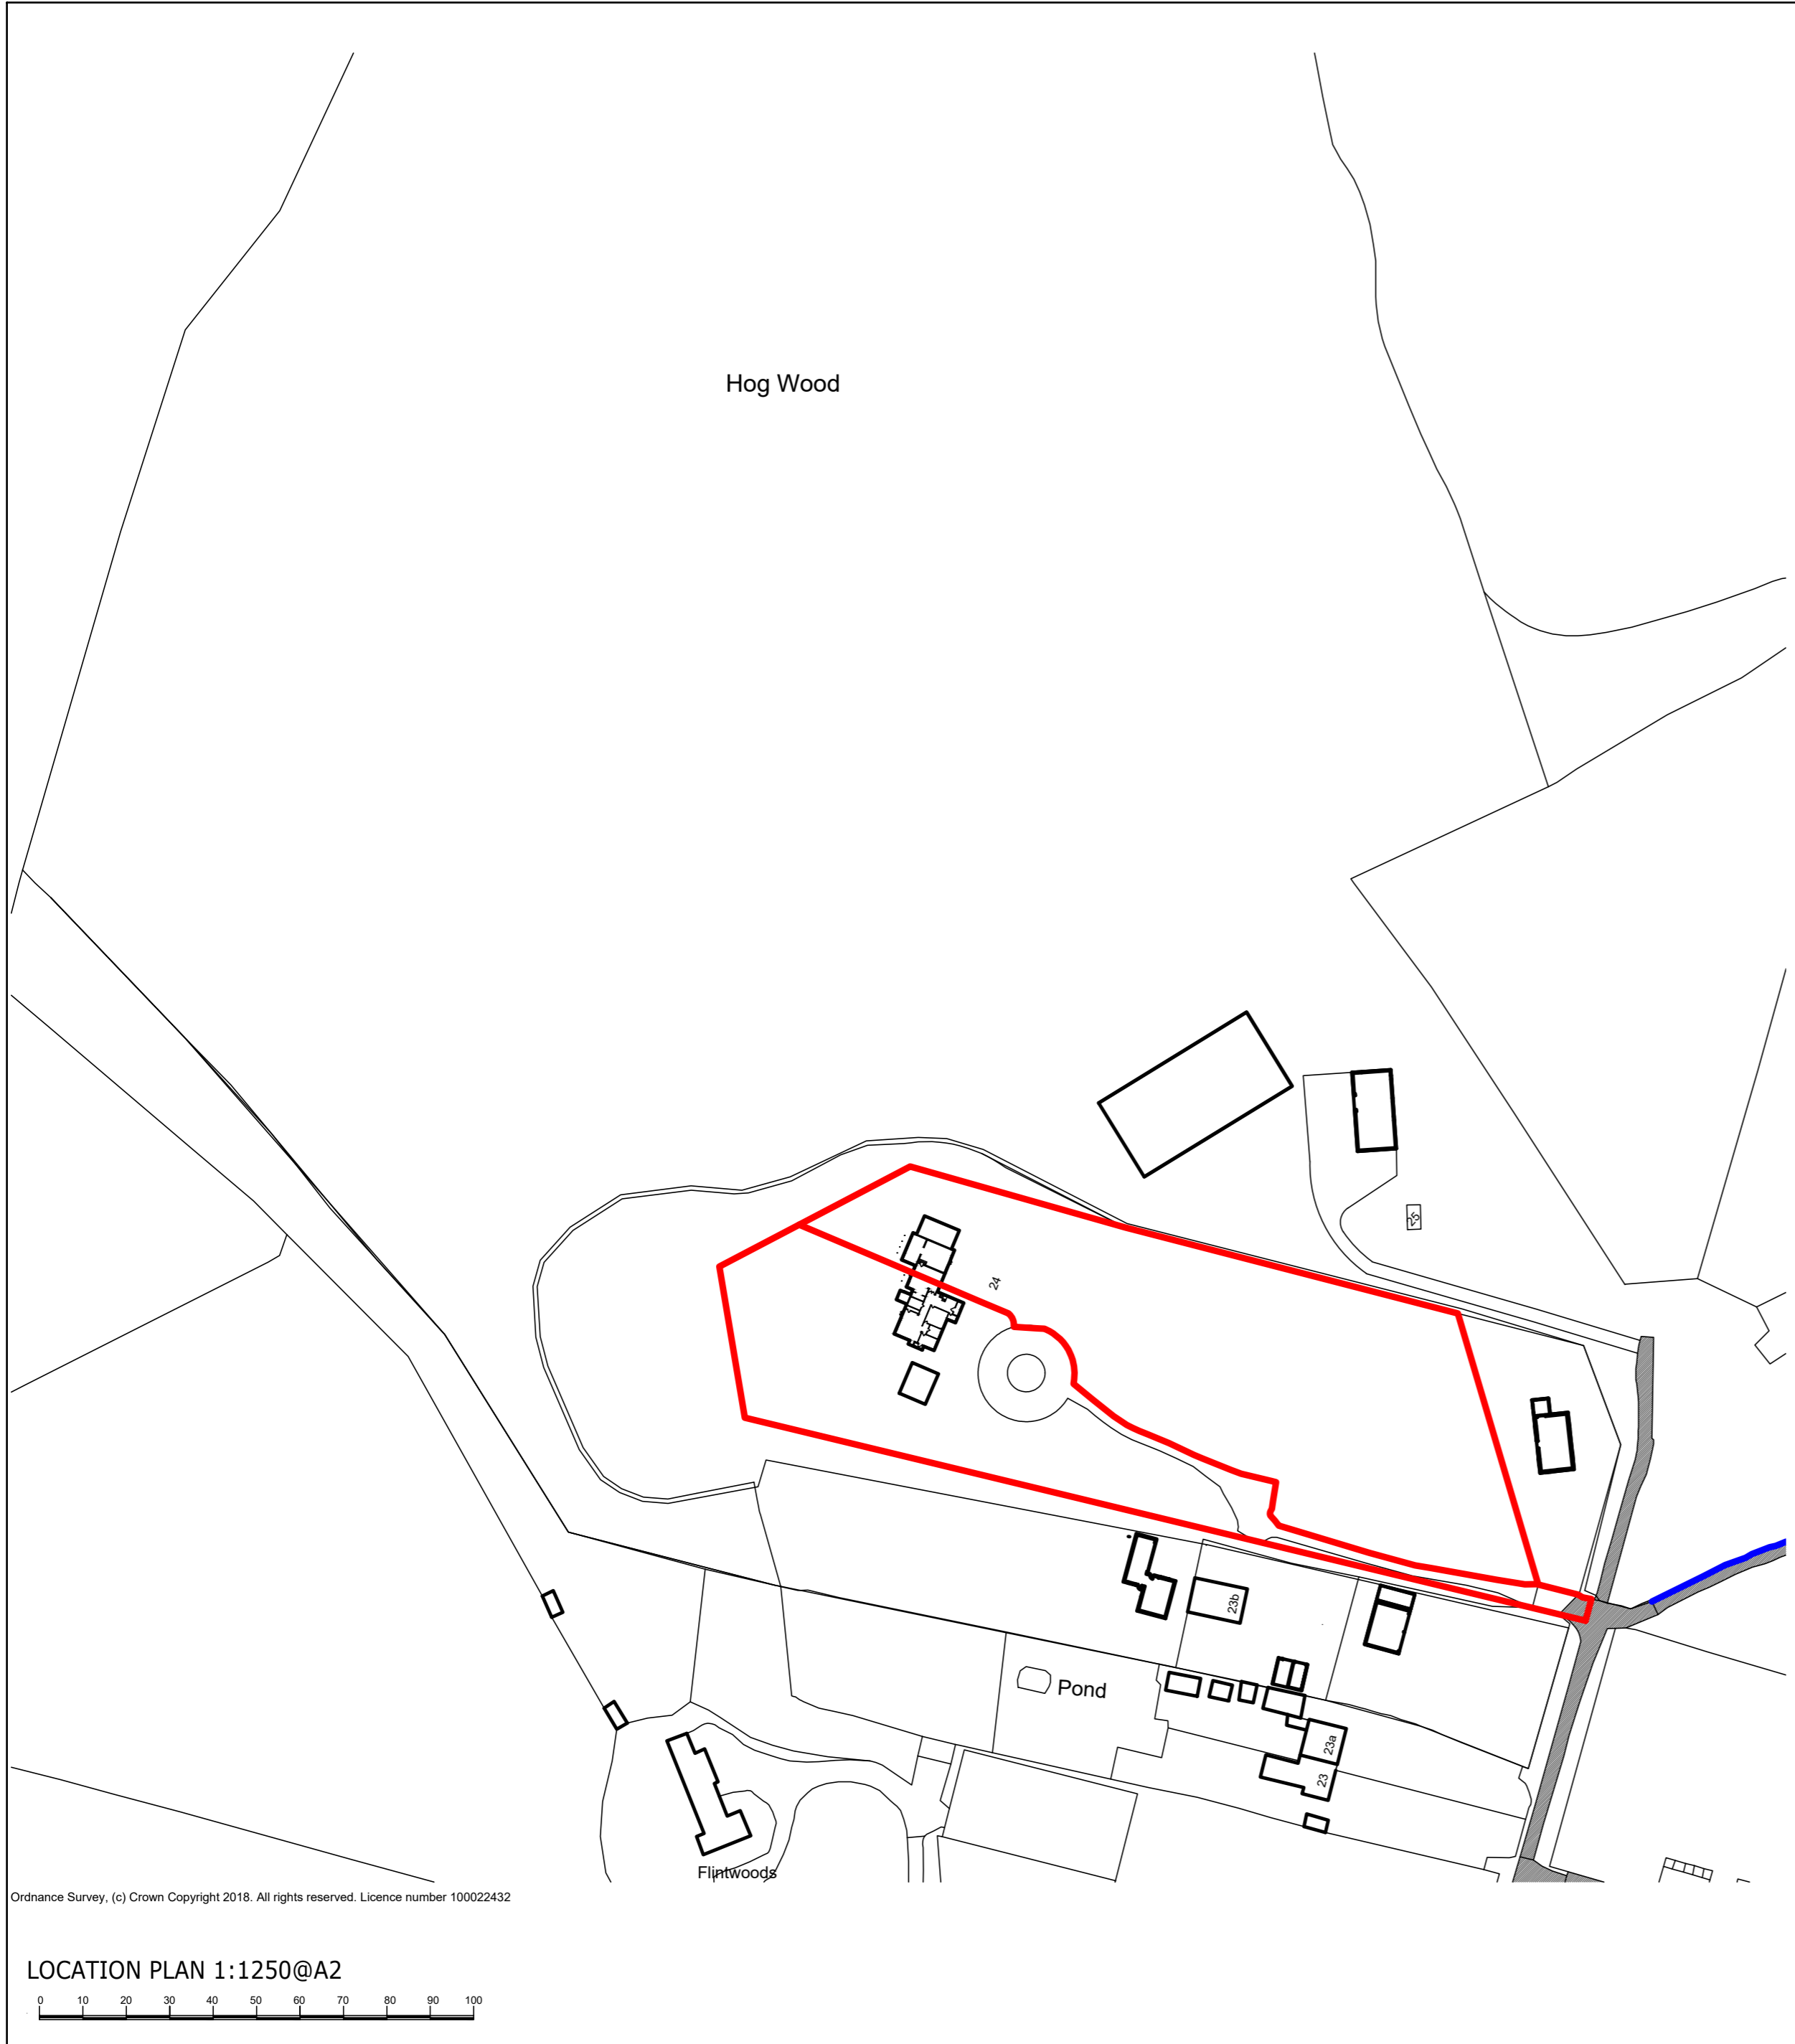 Hog Wood
25
24
23b
Pond
23a
23
Flintwoods
Ordnance Survey, (c) Crown Copyright 2018. All rights reserved. Licence number 100022432
LOCATION PLAN 1:1250@A2
0 10 20 30 40 50 60 70 80 90 100